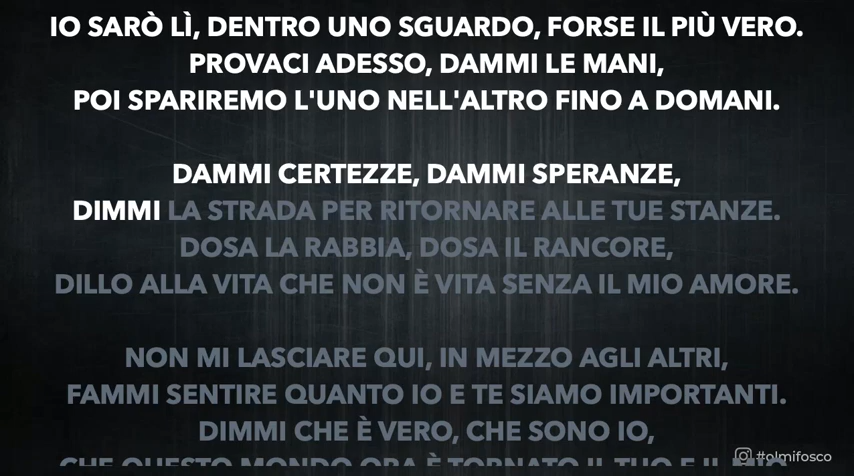 IO SARÒ LÌ, DENTRO UNO SGUARDO, FORSE IL PIÙ VERO.
PROVACI ADESSO, DAMMI LE MANI,
POI SPARIREMO L'UNO NELL'ALTRO FINO A DOMANI.
DAMMI CERTEZZE, DAMMI SPERANZE,
DIMMI LA STRADA PER RITORNARE ALLE TUE STANZE.
DOSA LA RABBIA, DOSA IL RANCORE,
DILLO ALLA VITA CHE NON È VITA SENZA IL MIO AMORE.
NON MI LASCIARE QUI, IN MEZZO AGLI ALTRI,
FAMMI SENTIRE QUANTO IO E TE SIAMO IMPORTANTI.
DIMMI CHE È VERO, CHE SONO IO,
CHE QUESTO MONDO ORA È TORNATO IL TUO E IL MIO
#olmifosco